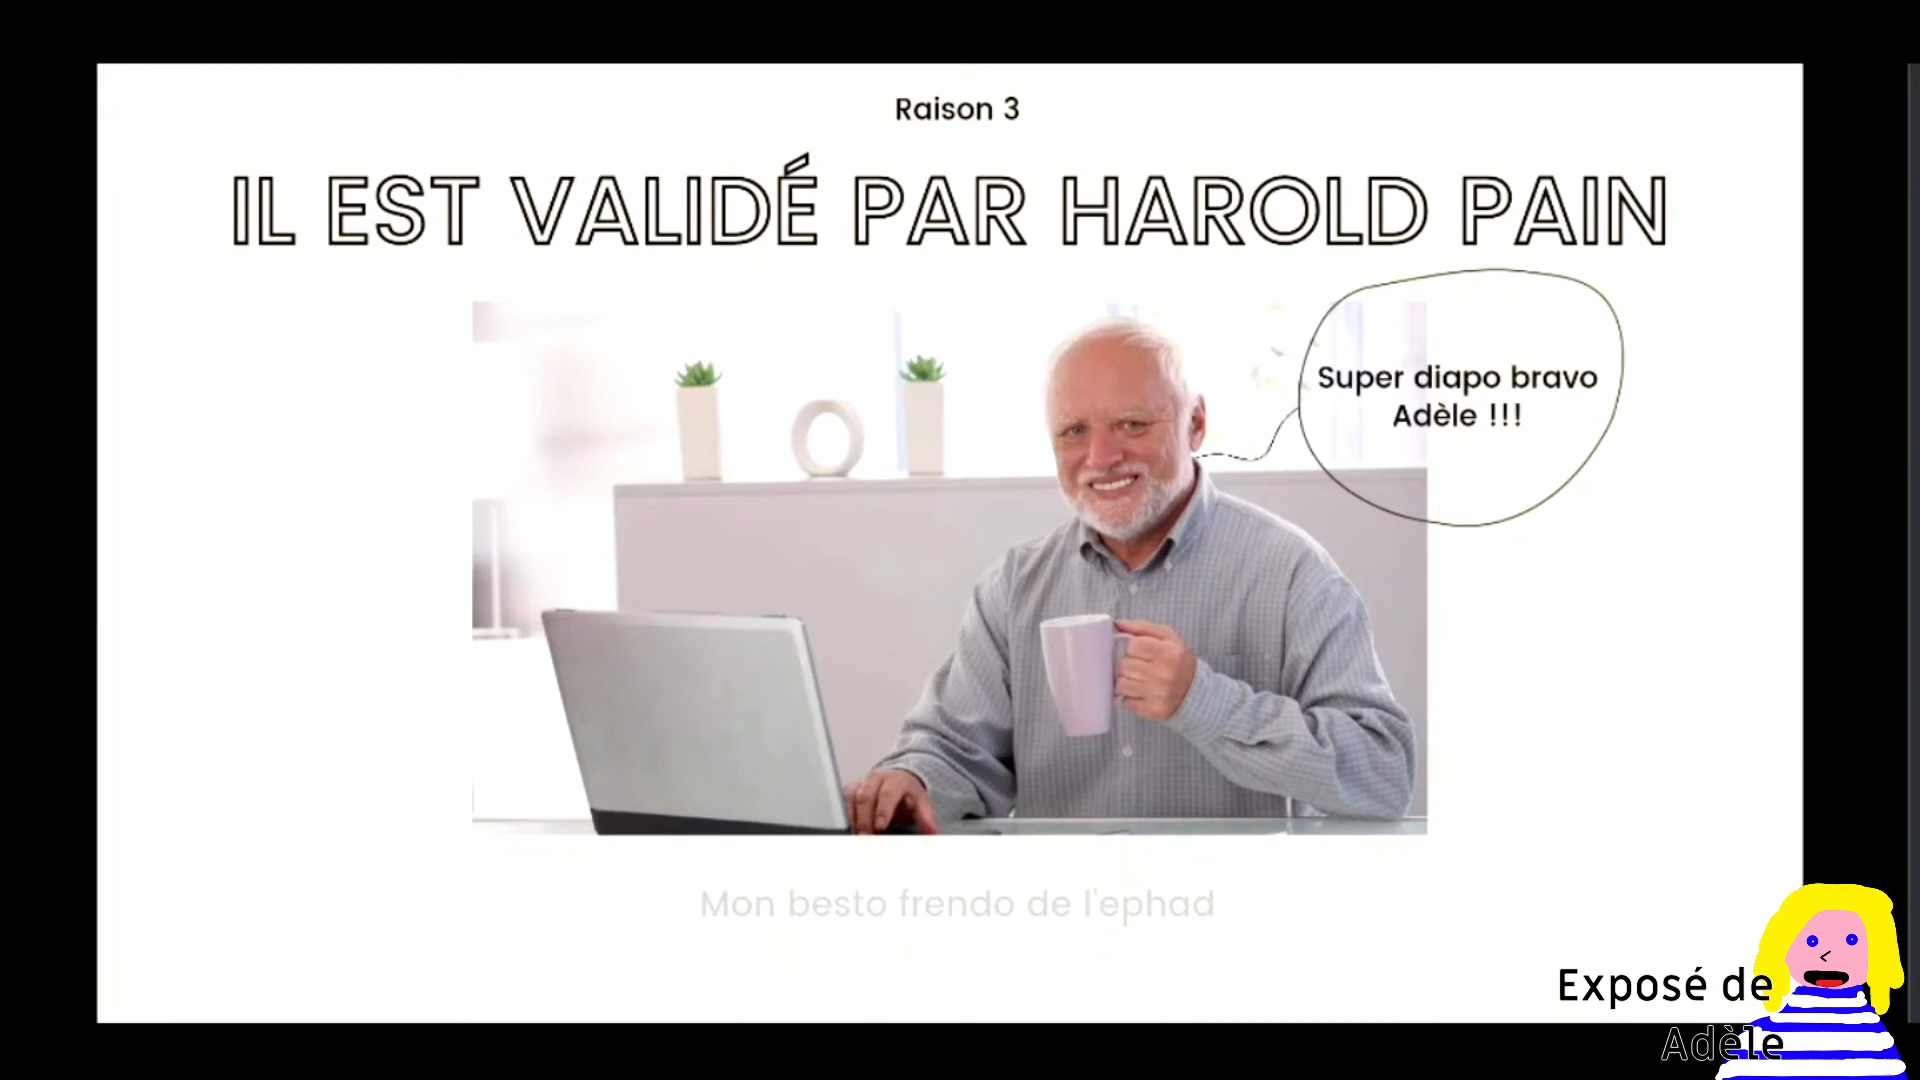 Raison 3
IL EST VALIDÉ PAR HAROLD PAIN
Super diapo bravo
Adèle !!!
Mon besto frendo de l'ephad
Exposé de
Adèle